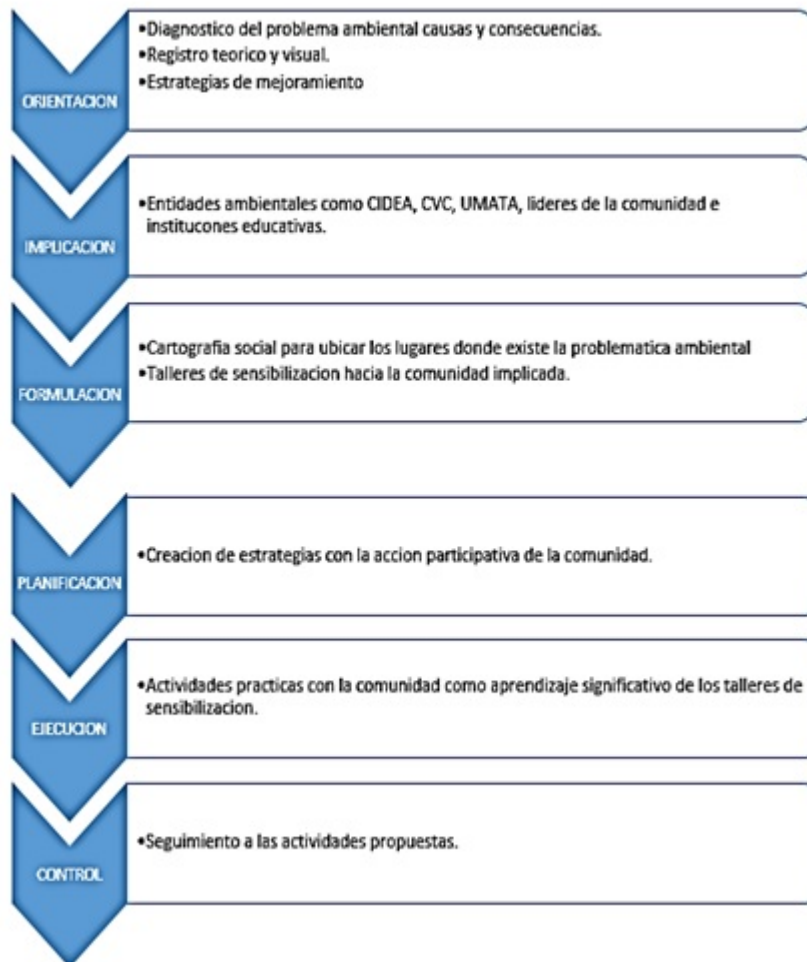 •Diagnostico del problema ambiental causas y consecuencias.
•Registro teorico y visual.
•Estrategias de mejoramiento
ORIENTACION
•Entidades ambientales como CIDEA, CVC, UMATA, lideres de la comunidad e
institucones educativas.
IMPLICACION
•Cartografia social para ubicar los lugares donde existe la problematica ambiental
•Talleres de sensibilizacion hacia la comunidad implicada.
FORMULACION
•Creacion de estrategias con la accion participativa de la comunidad.
PLANIFICACION
•Actividades practicas con la comunidad como aprendizaje significativo de los talleres de
sensibilizacion.
EJECUCION
•Seguimiento a las actividades propuestas.
CONTROL